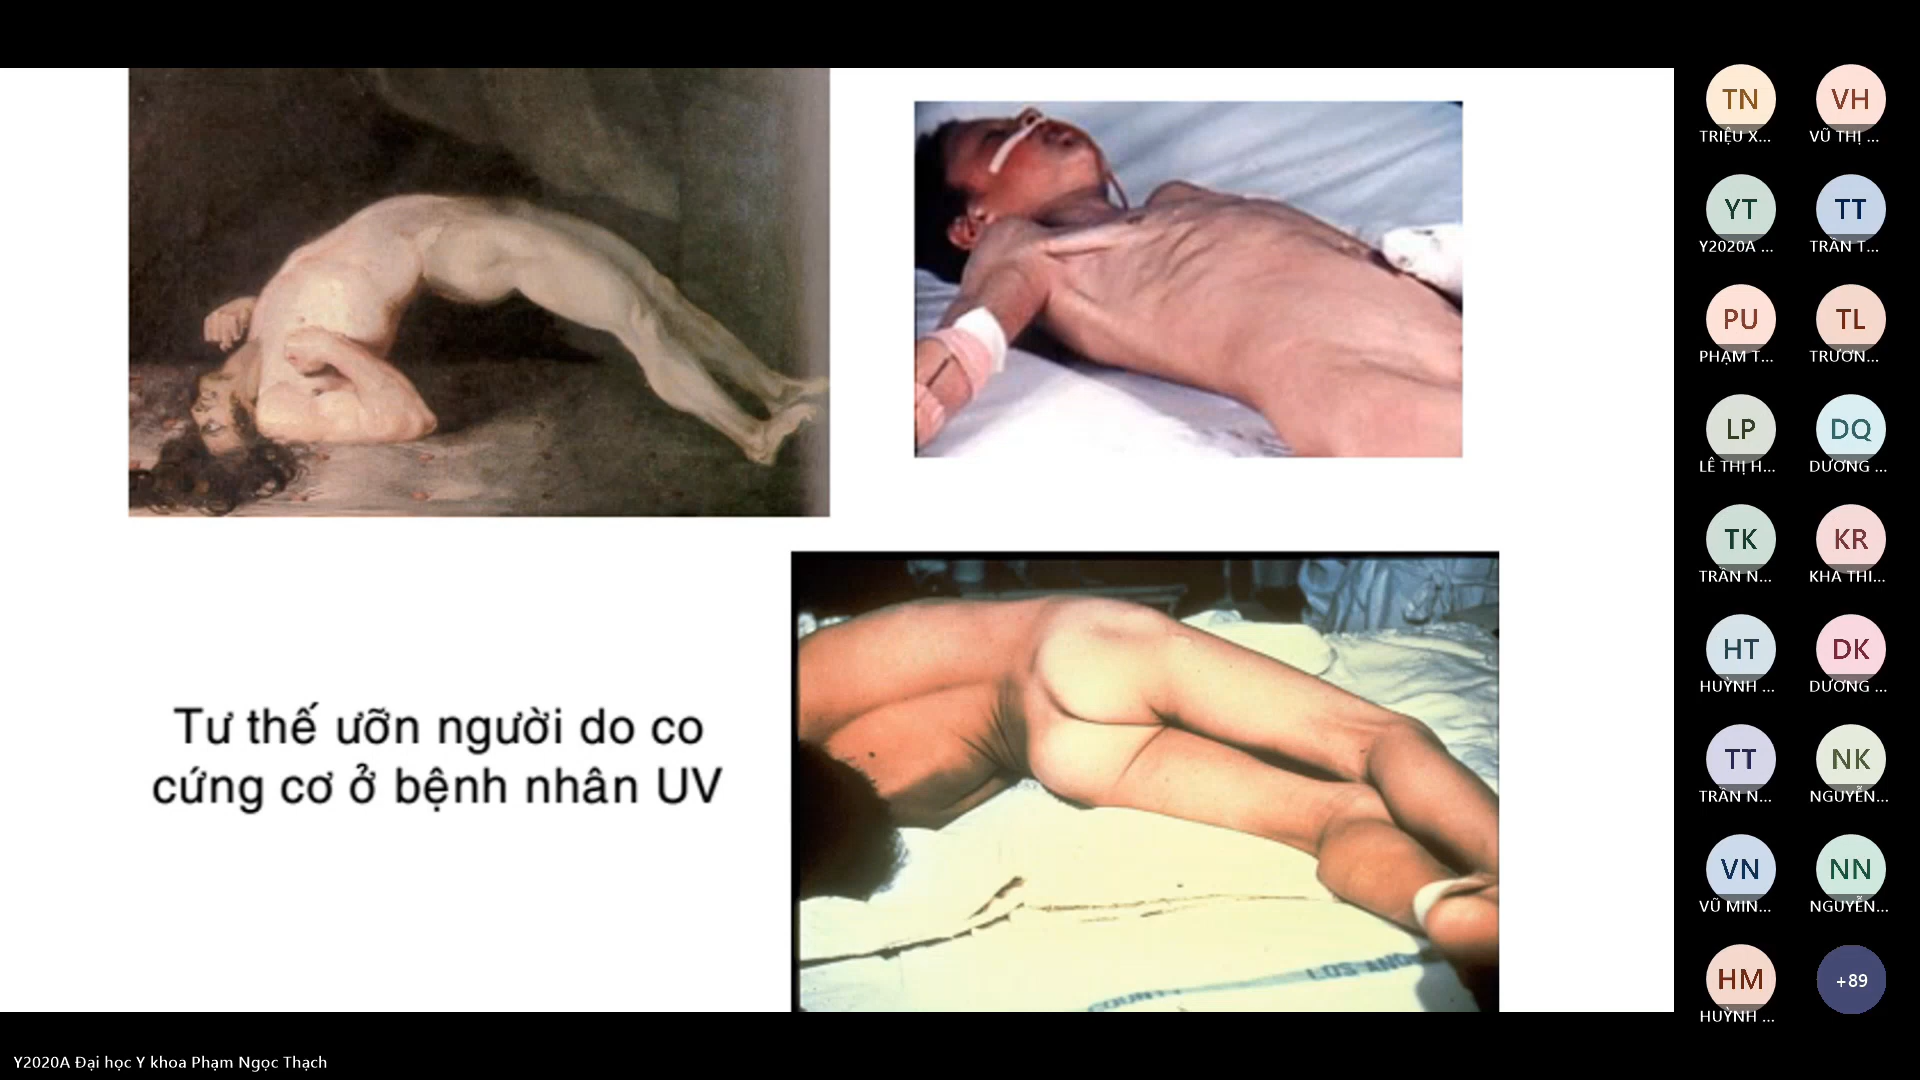 TN
TRIỆU X...
VH
VŨ THỊ ...
YT
Y2020A ...
TT
TRẦN T...
PU
PHẠM T...
TL
TRƯƠN...
LP
LÊ THỊ H...
DQ
DƯƠNG ...
TK
TRẦN N...
KR
KHA THI...
HT
HUỲNH ...
DK
DƯƠNG ...
TT
TRẦN N...
NK
NGUYỄN...
VN
VŨ MIN...
NN
NGUYỄN...
HM
HUỲNH ...
+89
Tư thế ưỡn người do co
cứng cơ ở bệnh nhân UV
LOS
Y2020A Đại học Y khoa Phạm Ngọc Thạch